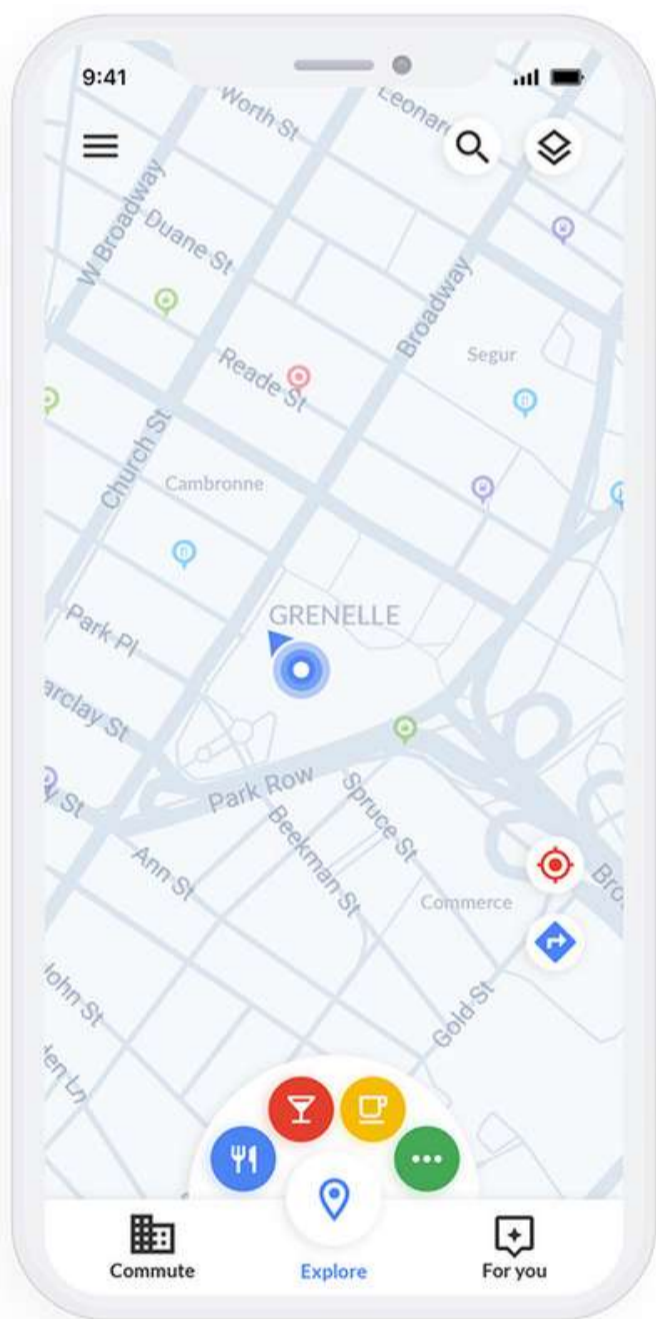 9:41
Worth St
Leonar
W Broadway
Duane St
Broadway
Segur
Reade St
Church St
Cambronne
GRENELLE
Park Pl
arclay St
Park Row
y St
Spruce St
Beekman St
Ann St
Bro
Commerce
John St
Gold St
den Ln
Commute
Explore
For you